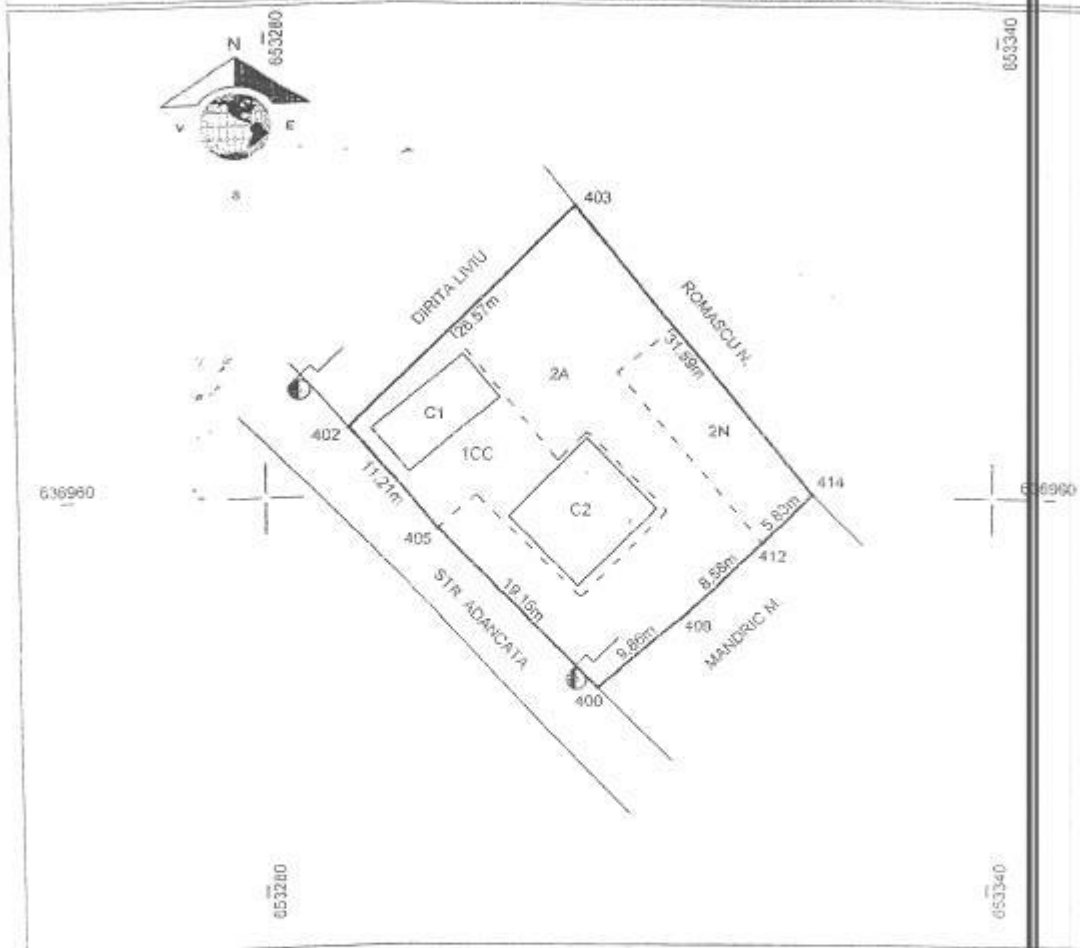 653280
653340
N
V
E
S
403
DIRITA LIVIU
26.57m
ROMASCU N.
31.59m
2A
C1
2N
402
1CC
11.21m
636960
636960
414
C2
5.83m
405
412
8.58m
STR. ADANCATA
19.15m
408
MANDRIC M.
9.86m
400
653280
653340